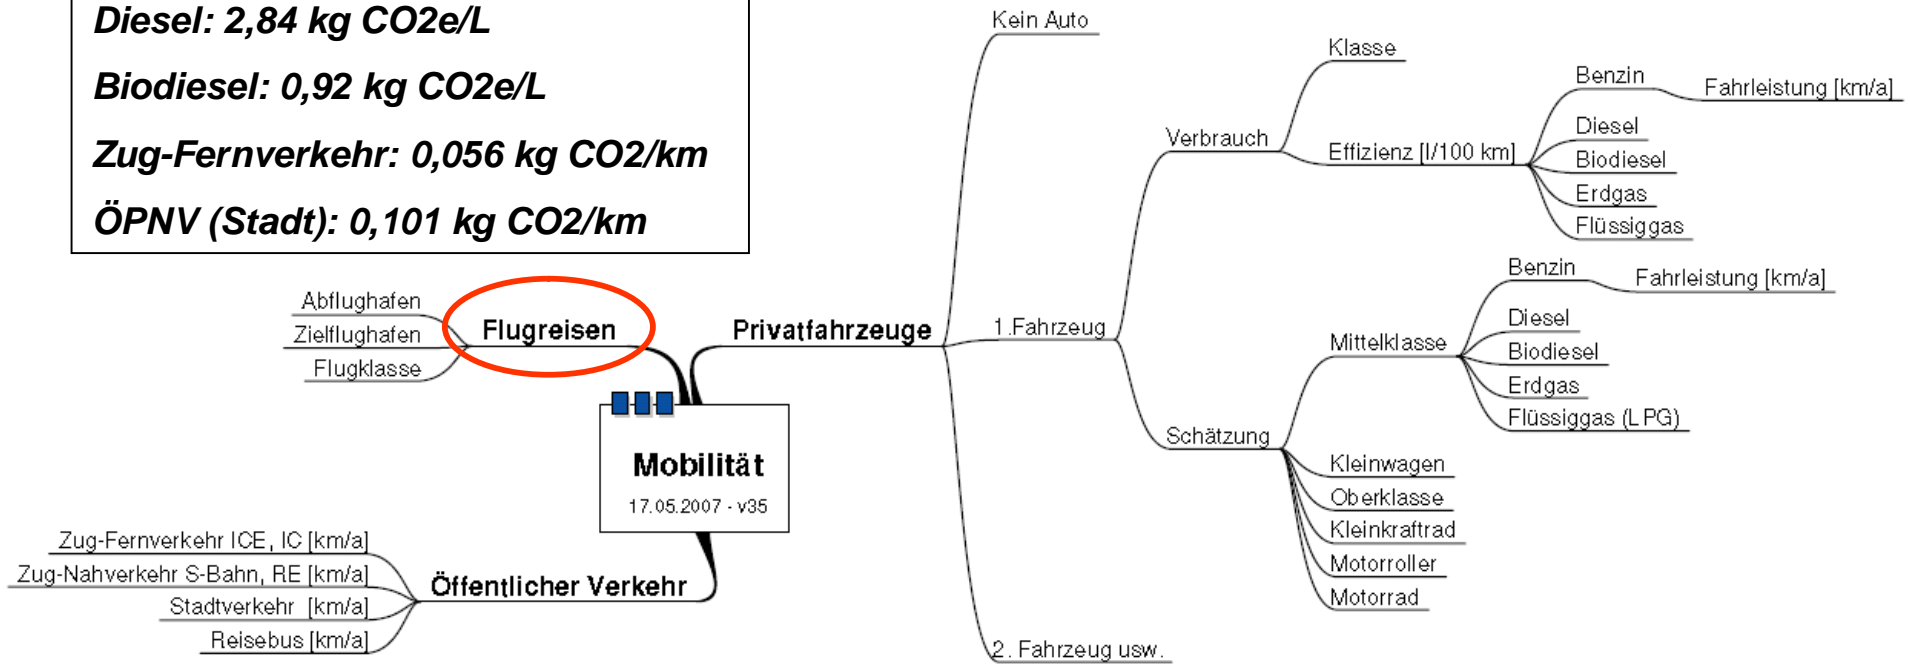 Diesel: 2,84 kg CO2e/L
Biodiesel: 0,92 kg CO2e/L
Zug-Fernverkehr: 0,056 kg CO2/km
ÖPNV (Stadt): 0,101 kg CO2/km
Abflughafen
Zielflughafen
Flugklasse
Flugreisen
Privatfahrzeuge
Mobilität
17.05.2007 - v35
Zug-Fernverkehr ICE, IC [km/a]
Zug-Nahverkehr S-Bahn, RE [km/a]
Stadtverkehr [km/a]
Reisebus [km/a]
Öffentlicher Verkehr
Kein Auto
1.Fahrzeug
2. Fahrzeug usw.
Verbrauch
Klasse
Effizienz [l/100 km]
Benzin
Fahrleistung [km/a]
Diesel
Biodiesel
Erdgas
Flüssiggas
Schätzung
Mittelklasse
Benzin
Fahrleistung [km/a]
Diesel
Biodiesel
Erdgas
Flüssiggas (LPG)
Kleinwagen
Oberklasse
Kleinkraftrad
Motorroller
Motorrad